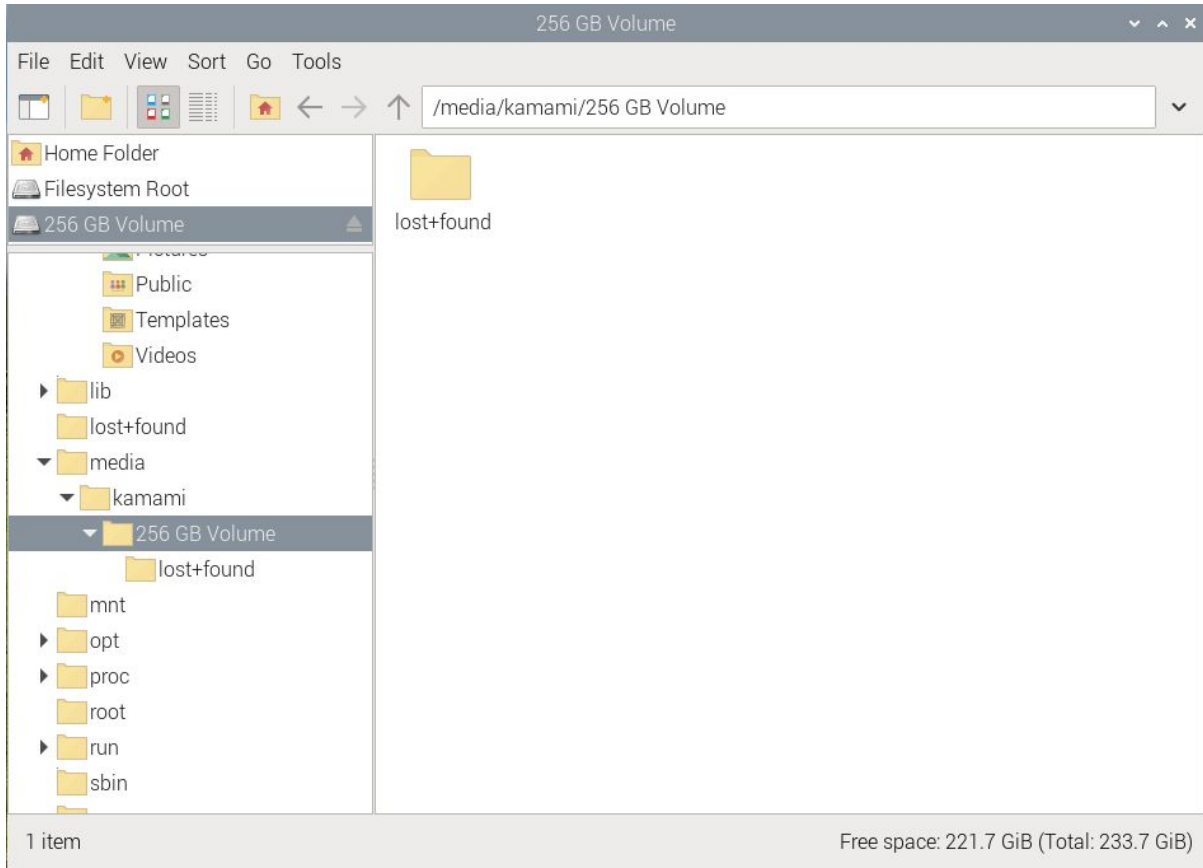 256 GB Volume
File Edit View Sort Go Tools
/media/kamami/256 GB Volume
Home Folder
Filesystem Root
256 GB Volume
lost+found
Pictures
Public
Templates
Videos
lib
lost+found
media
kamami
256 GB Volume
lost+found
mnt
opt
proc
root
run
sbin
1 item
Free space: 221.7 GiB (Total: 233.7 GiB)